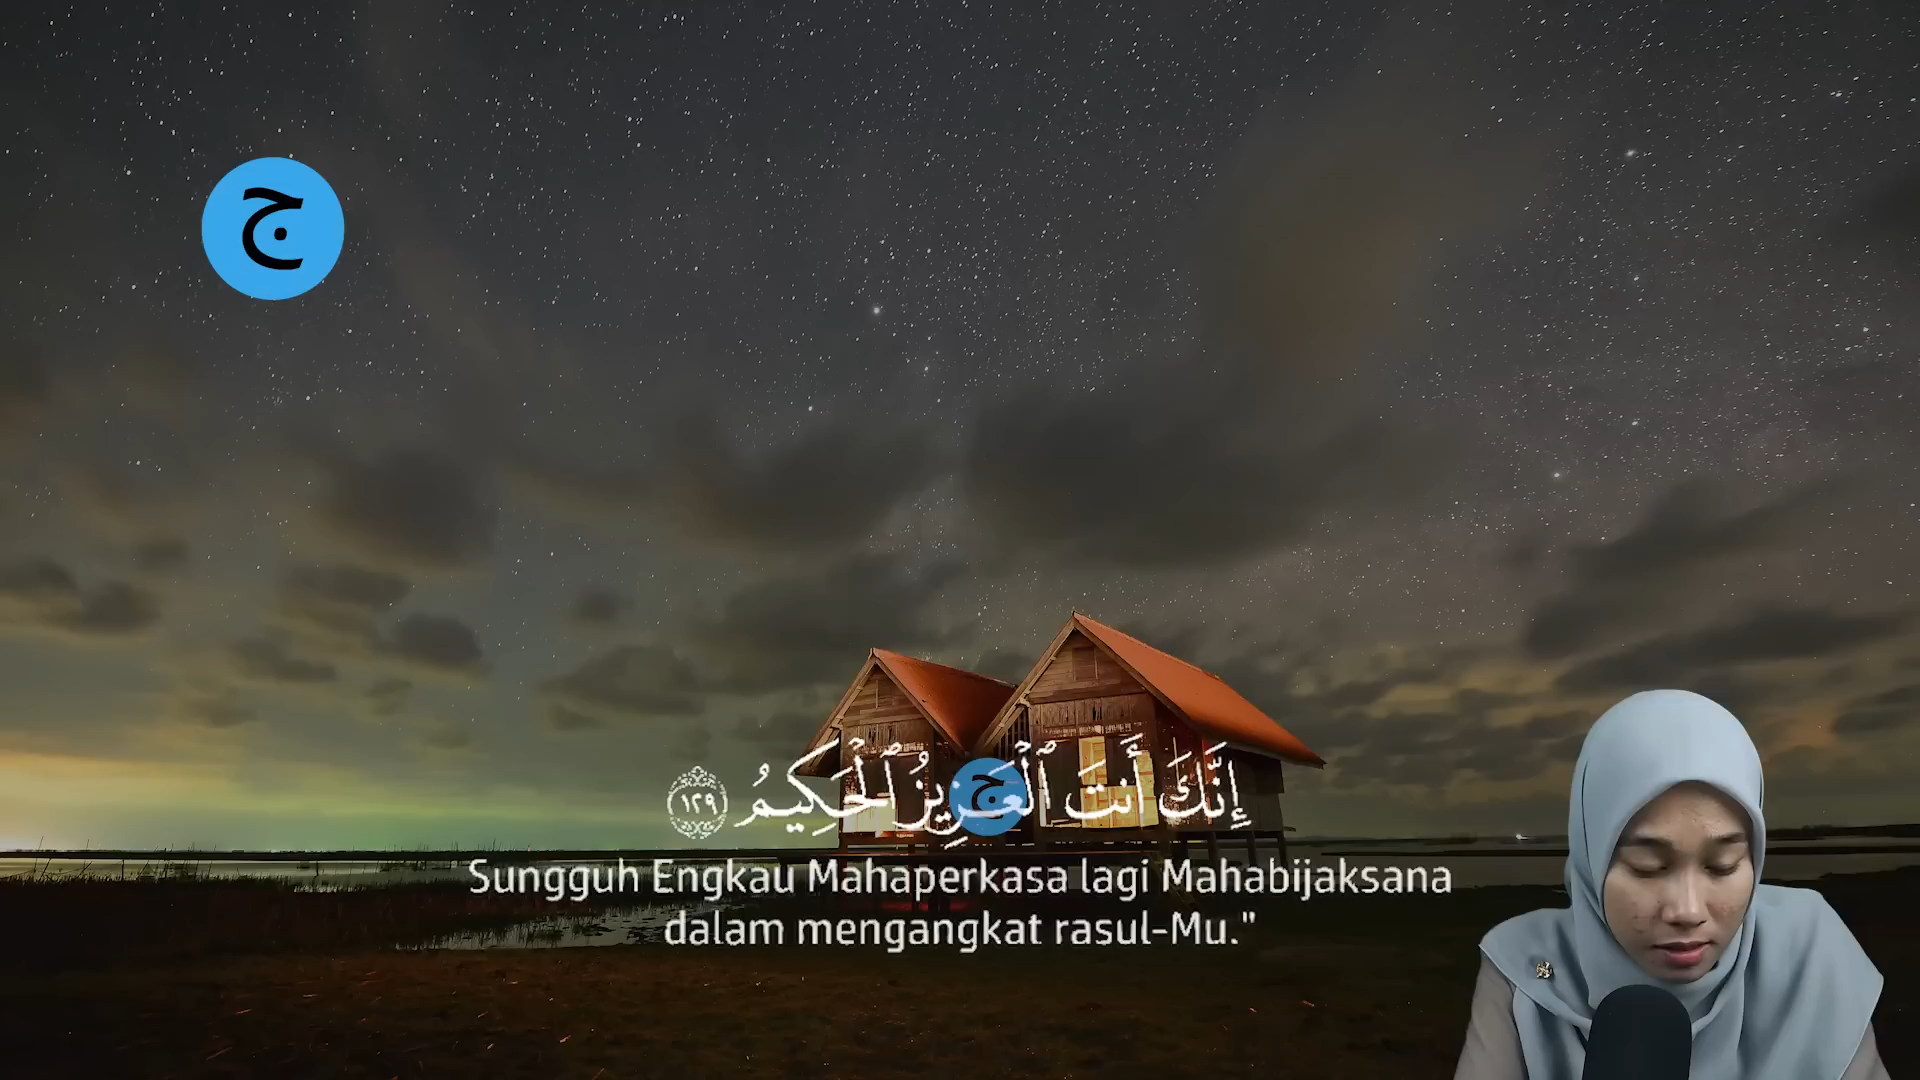 ج
إِنَّكَ أَنتَ ٱلْعَزِيزُ ٱلْحَكِيمُ ١٢٩
ج
Sungguh Engkau Mahaperkasa lagi Mahabijaksana
dalam mengangkat rasul-Mu."